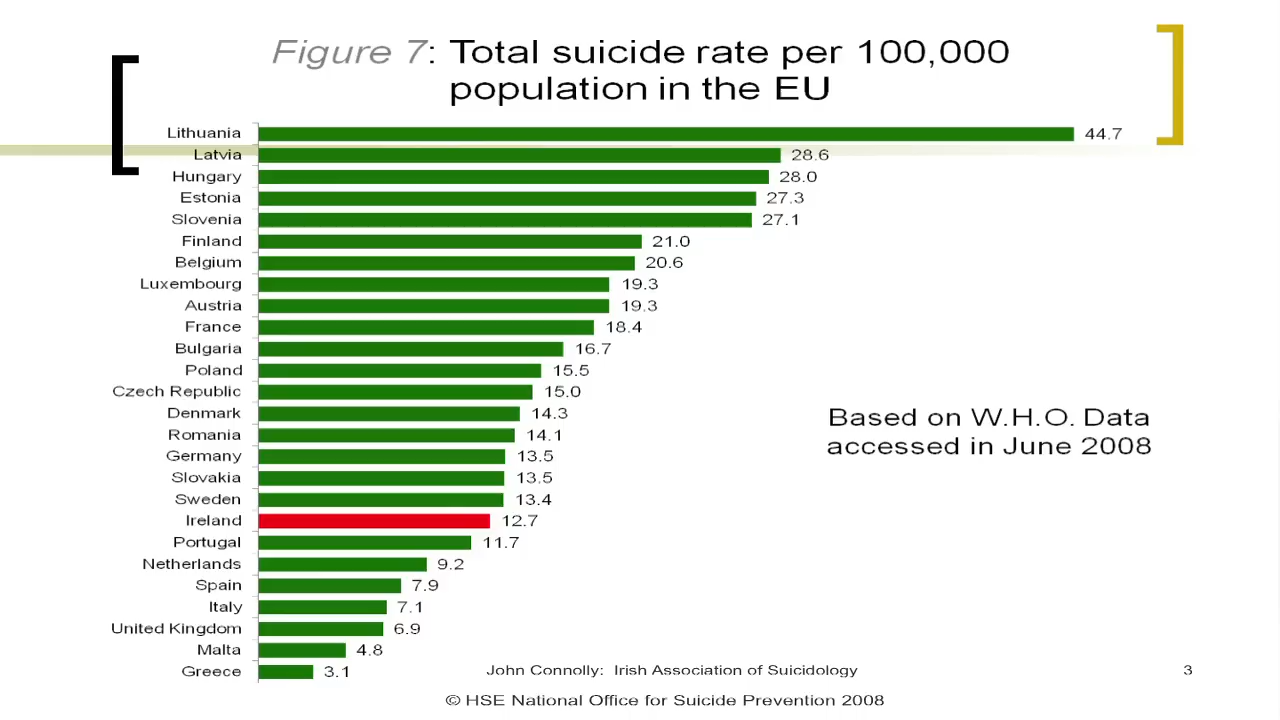 Figure 7: Total suicide rate per 100,000
population in the EU
Lithuania 44.7
Latvia 28.6
Hungary 28.0
Estonia 27.3
Slovenia 27.1
Finland 21.0
Belgium 20.6
Luxembourg 19.3
Austria 19.3
France 18.4
Bulgaria 16.7
Poland 15.5
Czech Republic 15.0
Denmark 14.3
Romania 14.1
Germany 13.5
Slovakia 13.5
Sweden 13.4
Ireland 12.7
Portugal 11.7
Netherlands 9.2
Spain 7.9
Italy 7.1
United Kingdom 6.9
Malta 4.8
Greece 3.1
Based on W.H.O. Data
accessed in June 2008
John Connolly: Irish Association of Suicidology
3
© HSE National Office for Suicide Prevention 2008